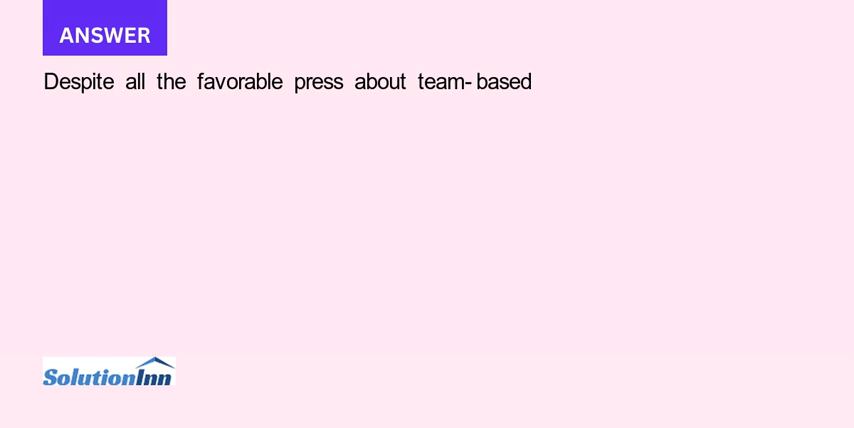 ANSWER
Despite all the favorable press about team- based
SolutionInn